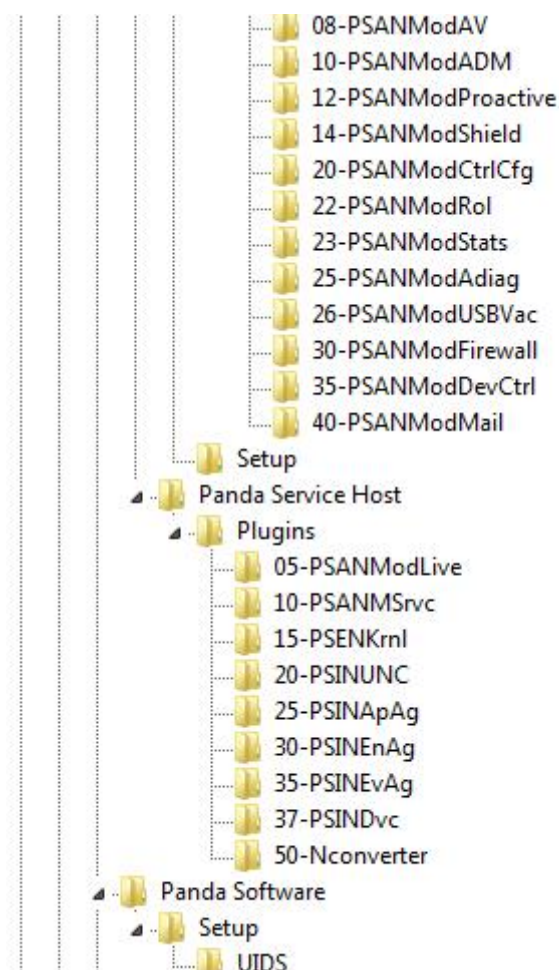 08-PSANModAV
10-PSANModADM
12-PSANModProactive
14-PSANModShield
20-PSANModCtrlCfg
22-PSANModRol
23-PSANModStats
25-PSANModAdiag
26-PSANModUSBVac
30-PSANModFirewall
35-PSANModDevCtrl
40-PSANModMail
Setup
Panda Service Host
Plugins
05-PSANModLive
10-PSANMSrvc
15-PSENKrnl
20-PSINUNC
25-PSINApAg
30-PSINEnAg
35-PSINEvAg
37-PSINDvc
50-Nconverter
Panda Software
Setup
UIDS